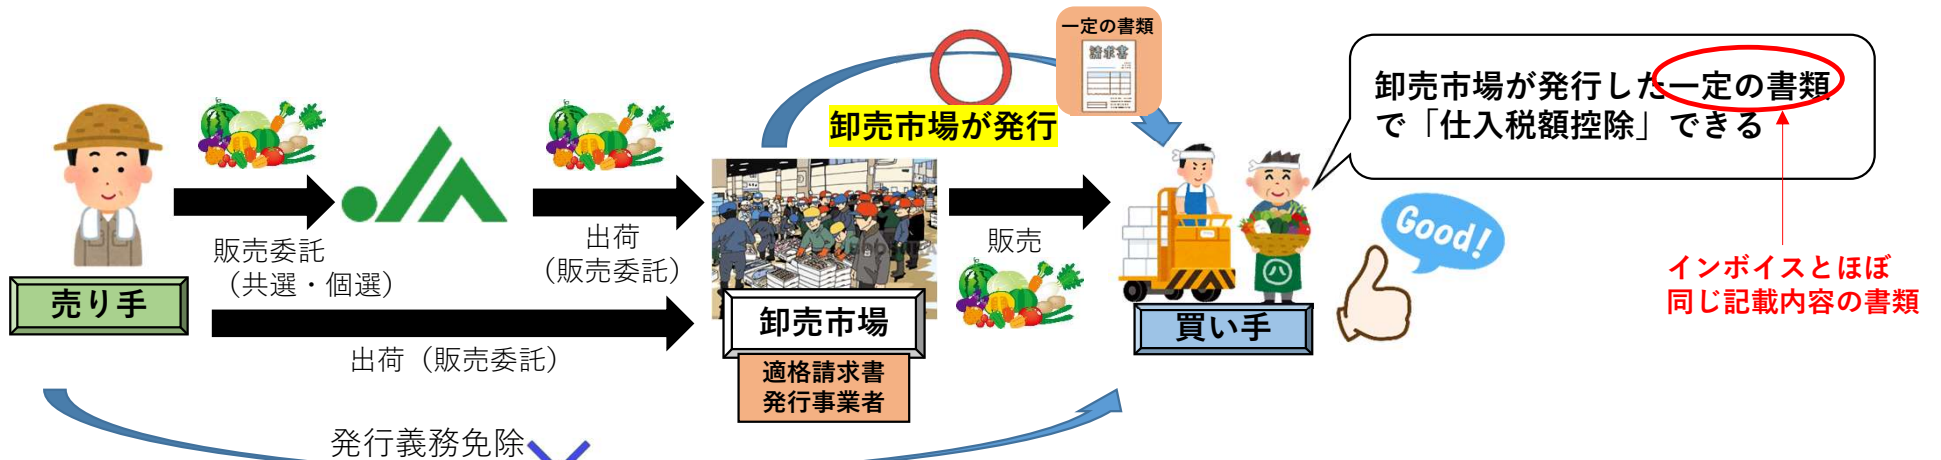 一定の書類
請求書
卸売市場が発行した一定の書類
で「仕入税額控除」できる
卸売市場が発行
Good!
販売委託
（共選・個選）
出荷
（販売委託）
販売
インボイスとほぼ
同じ記載内容の書類
売り手
卸売市場
八
買い手
出荷（販売委託）
適格請求書
発行事業者
発行義務免除